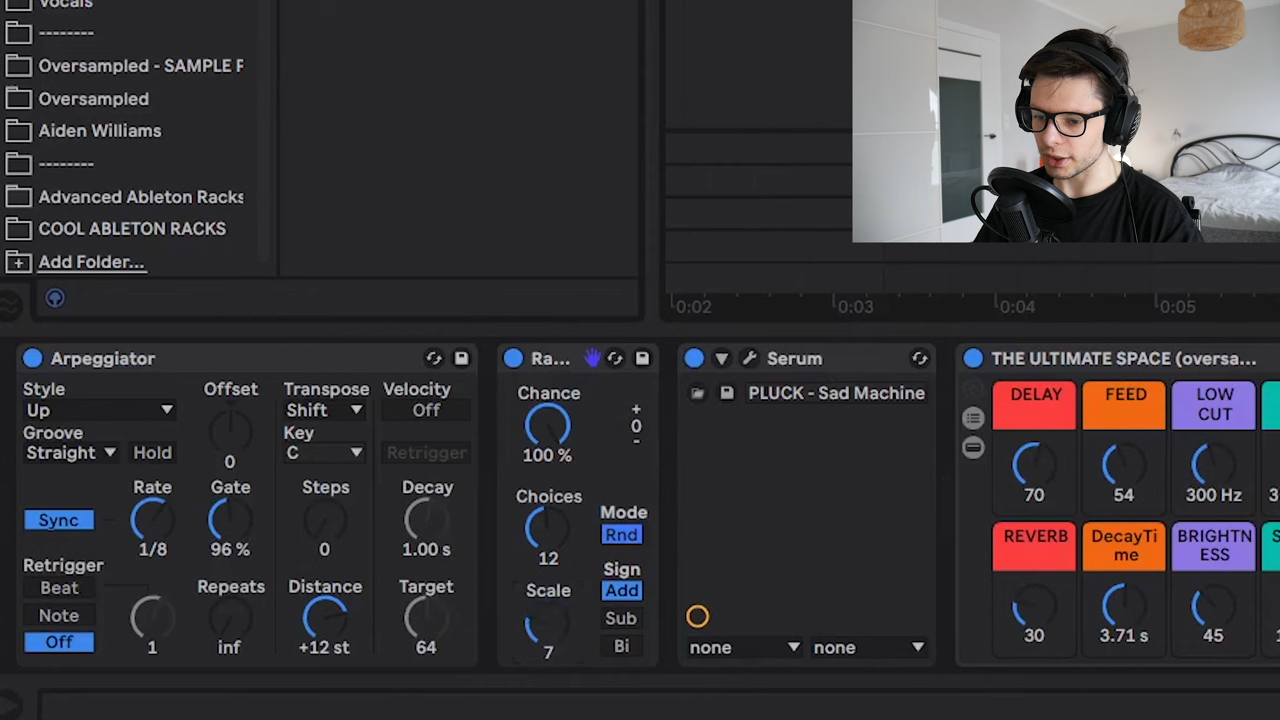 Vocals
--------
Oversampled - SAMPLE P
Oversampled
Aiden Williams
--------
Advanced Ableton Racks
COOL ABLETON RACKS
Add Folder...
0:02
0:03
0:04
0:05
Arpeggiator
Style
Up
Groove
Straight
Hold
Offset
0
Transpose
Shift
Key
C
Velocity
Off
Retrigger
Sync
Rate
1/8
Gate
96 %
Steps
0
Decay
1.00 s
Retrigger
Beat
Note
Off
1
Repeats
inf
Distance
+12 st
Target
64
Ra...
Chance
100 %
+
0
-
Choices
12
Mode
Rnd
Scale
7
Sign
Add
Sub
Bi
Serum
PLUCK - Sad Machine
none
none
THE ULTIMATE SPACE (oversa...
DELAY
70
FEED
54
LOW
CUT
300 Hz
REVERB
30
DecayTi
me
3.71 s
BRIGHTN
ESS
45